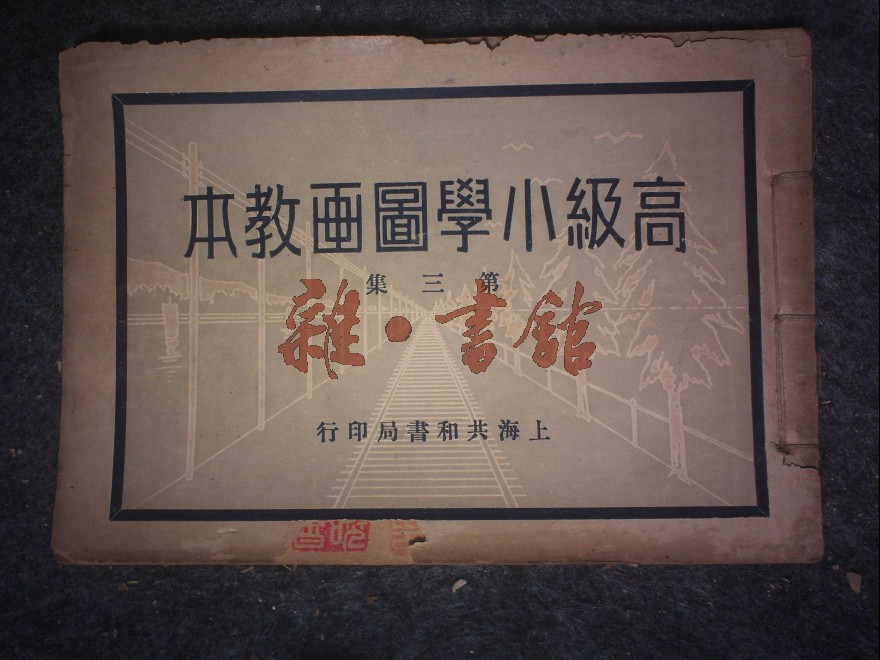 高級小學圖画教本
第三集
雜·書館
上海共和書局印行